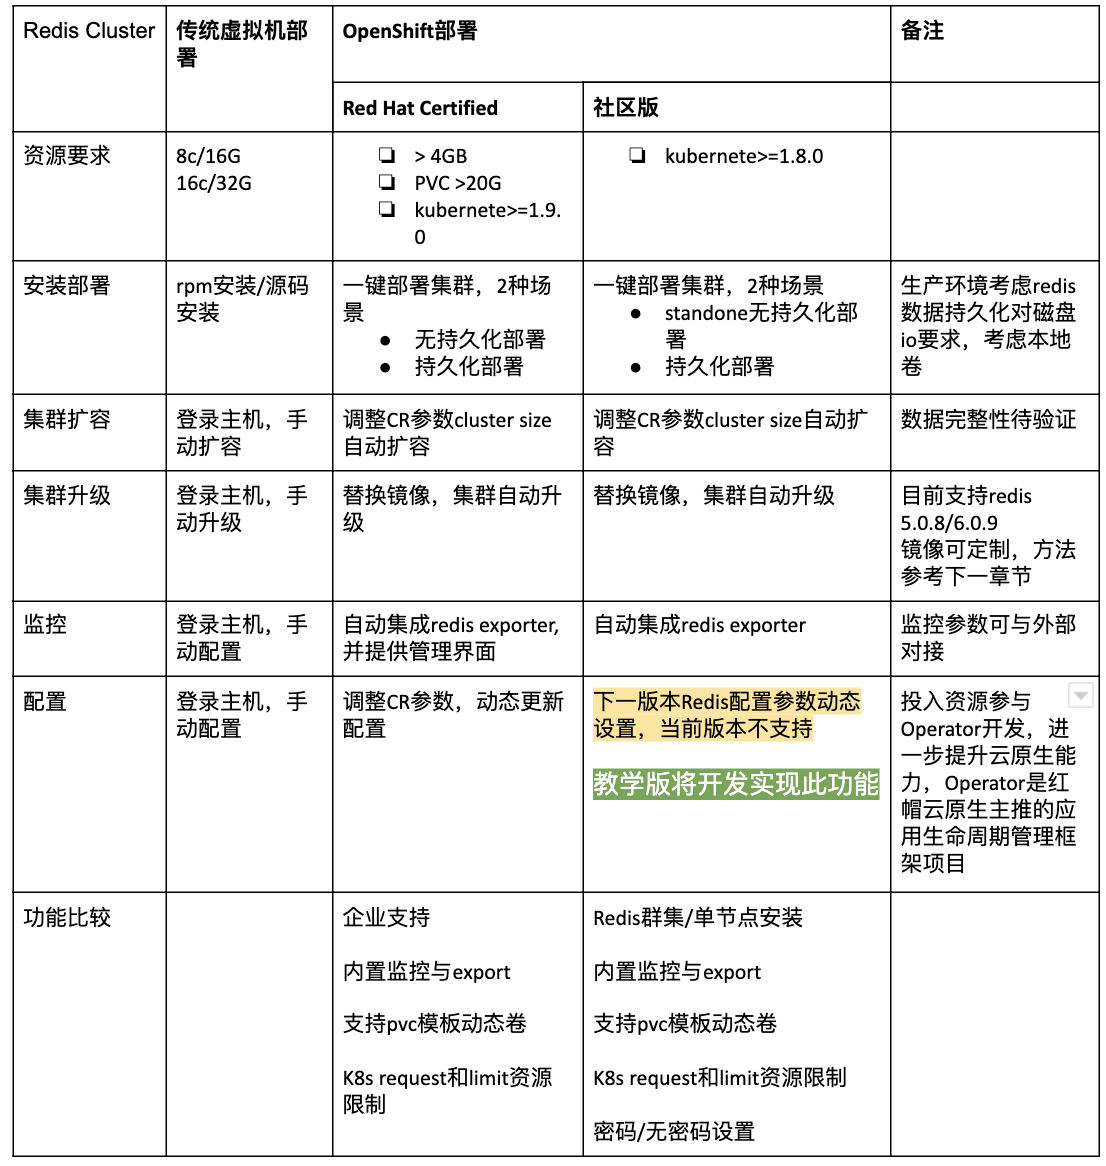 Redis Cluster
传统虚拟机部
署
OpenShift部署
备注
Red Hat Certified
社区版
资源要求
8c/16G
16c/32G
❏ > 4GB
❏ PVC >20G
❏ kubernete>=1.9.
0
❏ kubernete>=1.8.0
安装部署
rpm安装/源码
安装
一键部署集群，2种场
景
● 无持久化部署
● 持久化部署
一键部署集群，2种场景
● standone无持久化部
署
● 持久化部署
生产环境考虑redis
数据持久化对磁盘
io要求，考虑本地
卷
集群扩容
登录主机，手
动扩容
调整CR参数cluster size
自动扩容
调整CR参数cluster size自动扩
容
数据完整性待验证
集群升级
登录主机，手
动升级
替换镜像，集群自动升
级
替换镜像，集群自动升级
目前支持redis
5.0.8/6.0.9
镜像可定制，方法
参考下一章节
监控
登录主机，手
动配置
自动集成redis exporter,
并提供管理界面
自动集成redis exporter
监控参数可与外部
对接
配置
登录主机，手
动配置
调整CR参数，动态更新
配置
下一版本Redis配置参数动态
设置，当前版本不支持
教学版将开发实现此功能
投入资源参与
Operator开发，进
一步提升云原生能
力，Operator是红
帽云原生主推的应
用生命周期管理框
架项目
功能比较
企业支持
内置监控与export
支持pvc模板动态卷
K8s request和limit资源
限制
Redis群集/单节点安装
内置监控与export
支持pvc模板动态卷
K8s request和limit资源限制
密码/无密码设置